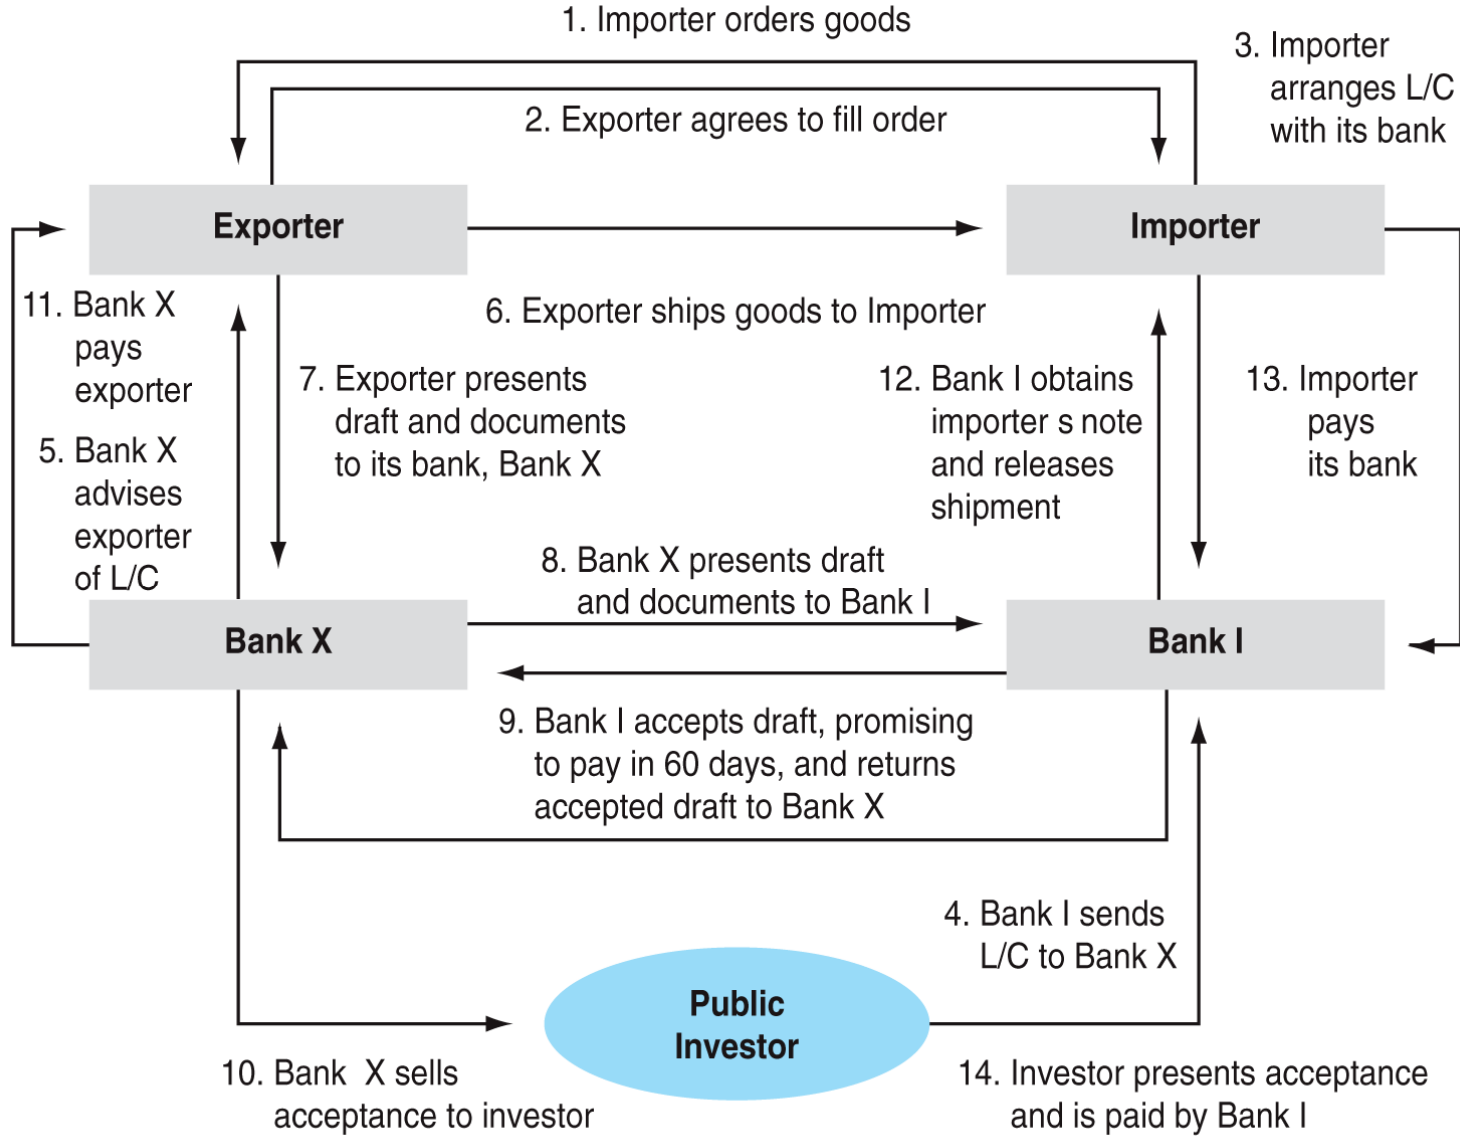 1. Importer orders goods
2. Exporter agrees to fill order
3. Importer
arranges L/C
with its bank
Exporter
Importer
11. Bank X
pays
exporter
6. Exporter ships goods to Importer
7. Exporter presents
draft and documents
to its bank, Bank X
12. Bank I obtains
importer s note
and releases
shipment
13. Importer
pays
its bank
5. Bank X
advises
exporter
of L/C
8. Bank X presents draft
and documents to Bank I
Bank X
Bank I
9. Bank I accepts draft, promising
to pay in 60 days, and returns
accepted draft to Bank X
4. Bank I sends
L/C to Bank X
Public
Investor
10. Bank X sells
acceptance to investor
14. Investor presents acceptance
and is paid by Bank I